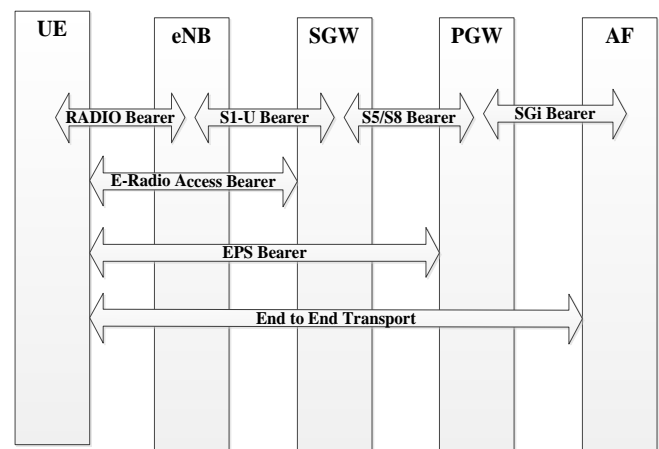 UE
eNB
SGW
PGW
AF
RADIO Bearer
S1-U Bearer
S5/S8 Bearer
SGi Bearer
E-Radio Access Bearer
EPS Bearer
End to End Transport